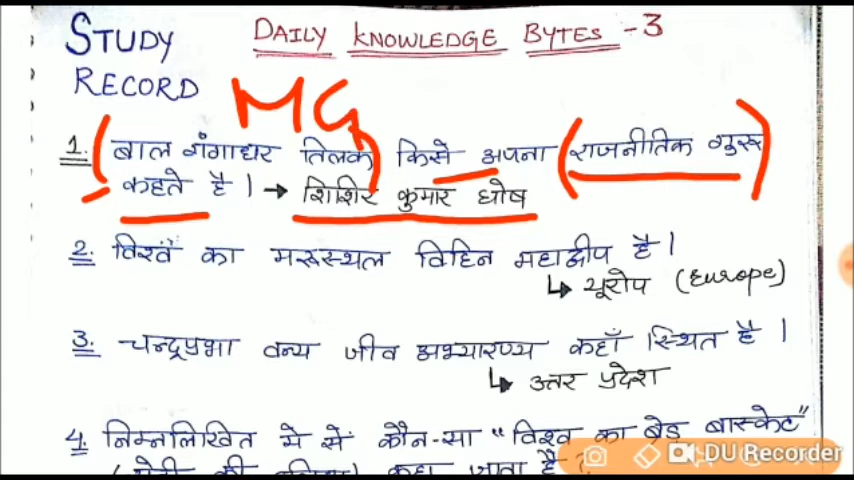 STUDY RECORD
DAILY KNOWLEDGE BYTES -3
MG
1. (बाल गंगाधर तिलक) किसे अपना (राजनीतिक गुरू)
कहते है। → शिशिर कुमार घोष
2. विश्व का मरूस्थल विहिन महाद्वीप है।
↳ यूरोप (Europe)
3. चन्द्रप्रभा वन्य जीव अभ्यारण्य कहाँ स्थित है।
↳ उत्तर प्रदेश
4. निम्नलिखित मे से कौन-सा "विश्व का ब्रेड बास्केट"
कहा जाता है?
DU Recorder